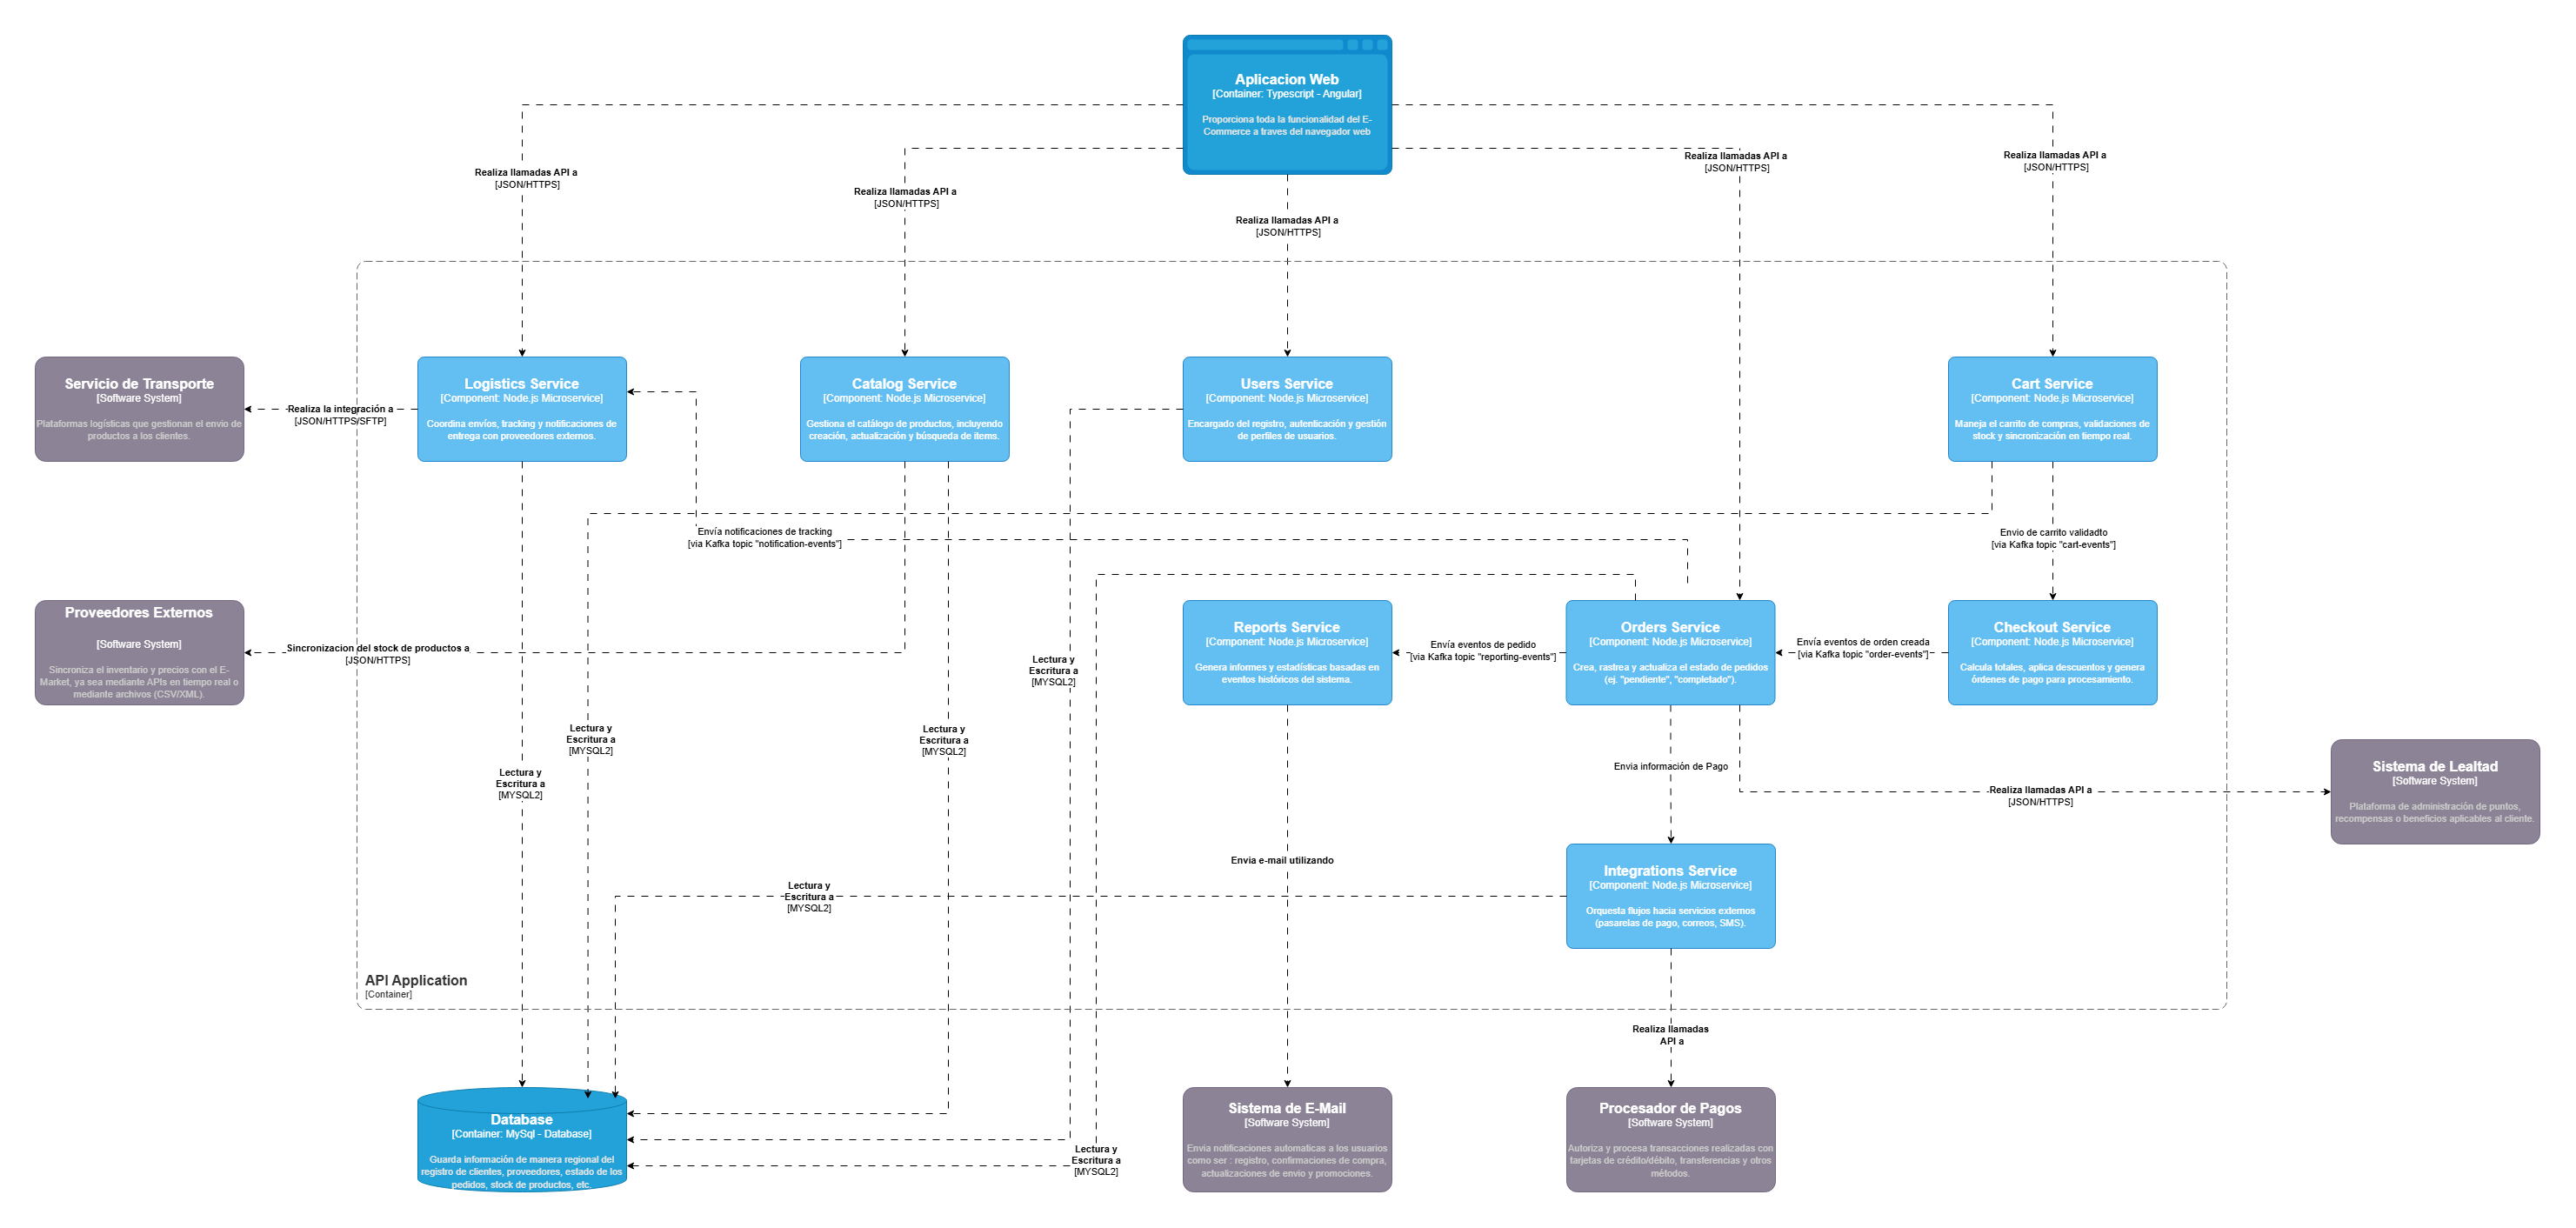 Aplicacion Web
[Container: Typescript - Angular]
Proporciona toda la funcionalidad del E-
Commerce a traves del navegador web
Realiza llamadas API a
[JSON/HTTPS]
Realiza llamadas API a
[JSON/HTTPS]
Realiza llamadas API a
[JSON/HTTPS]
Realiza llamadas API a
[JSON/HTTPS]
Realiza llamadas API a
[JSON/HTTPS]
Servicio de Transporte
[Software System]
Plataformas logísticas que gestionan el envio de
productos a los clientes.
Realiza la integración a
[JSON/HTTPS/SFTP]
Logistics Service
[Component: Node.js Microservice]
Coordina envíos, tracking y notificaciones de
entrega con proveedores externos.
Catalog Service
[Component: Node.js Microservice]
Gestiona el catálogo de productos, incluyendo
creación, actualización y búsqueda de items.
Users Service
[Component: Node.js Microservice]
Encargado del registro, autenticación y gestión
de perfiles de usuarios.
Cart Service
[Component: Node.js Microservice]
Maneja el carrito de compras, validaciones de
stock y sincronización en tiempo real.
Envía notificaciones de tracking
[via Kafka topic "notification-events"]
Envio de carrito validadto
[via Kafka topic "cart-events"]
Proveedores Externos
[Software System]
Sincroniza el inventario y precios con el E-
Market, ya sea mediante APIs en tiempo real o
mediante archivos (CSV/XML).
Sincronizacion del stock de productos a
[JSON/HTTPS]
Lectura y
Escritura a
[MYSQL2]
Reports Service
[Component: Node.js Microservice]
Genera informes y estadísticas basadas en
eventos históricos del sistema.
Envía eventos de pedido
[via Kafka topic "reporting-events"]
Orders Service
[Component: Node.js Microservice]
Crea, rastrea y actualiza el estado de pedidos
(ej. "pendiente", "completado").
Envía eventos de orden creada
[via Kafka topic "order-events"]
Checkout Service
[Component: Node.js Microservice]
Calcula totales, aplica descuentos y genera
órdenes de pago para procesamiento.
Lectura y
Escritura a
[MYSQL2]
Lectura y
Escritura a
[MYSQL2]
Lectura y
Escritura a
[MYSQL2]
Envia información de Pago
Realiza llamadas API a
[JSON/HTTPS]
Sistema de Lealtad
[Software System]
Plataforma de administración de puntos,
recompensas o beneficios aplicables al cliente.
Envia e-mail utilizando
Lectura y
Escritura a
[MYSQL2]
Integrations Service
[Component: Node.js Microservice]
Orquesta flujos hacia servicios externos
(pasarelas de pago, correos, SMS).
API Application
[Container]
Realiza llamadas
API a
Database
[Container: MySql - Database]
Guarda información de manera regional del
registro de clientes, proveedores, estado de los
pedidos, stock de productos, etc.
Lectura y
Escritura a
[MYSQL2]
Sistema de E-Mail
[Software System]
Envia notificaciones automaticas a los usuarios
como ser : registro, confirmaciones de compra,
actualizaciones de envio y promociones.
Procesador de Pagos
[Software System]
Autoriza y procesa transacciones realizadas con
tarjetas de crédito/débito, transferencias y otros
métodos.